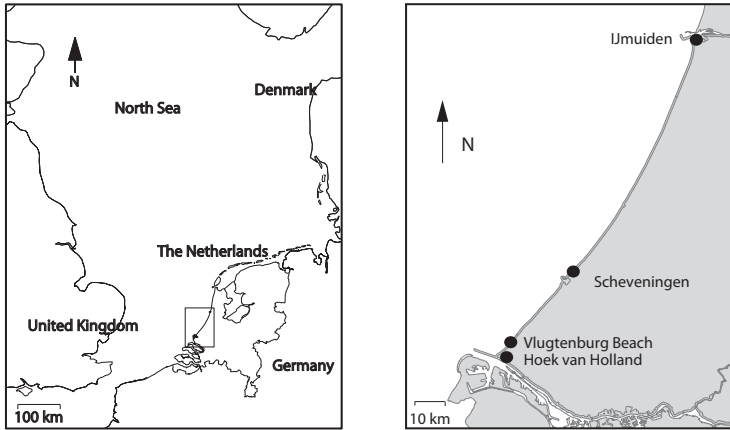 N
North Sea
Denmark
The Netherlands
United Kingdom
Germany
100 km
IJmuiden
N
Scheveningen
Vlugtenburg Beach
Hoek van Holland
10 km